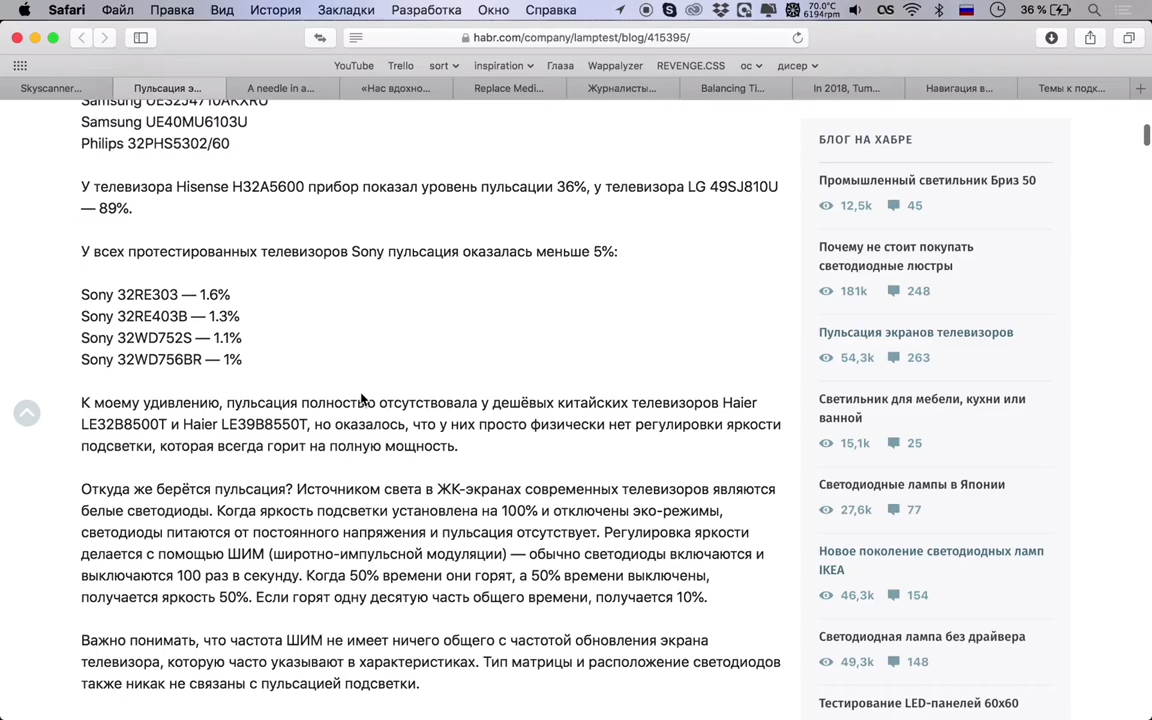 Safari Файл Правка Вид История Закладки Разработка Окно Справка 70.0°C 6194rpm 36 %
habr.com/company/lamptest/blog/415395/
YouTube Trello sort inspiration Глаза Wappalyzer REVENGE.CSS ос дисер
Skyscanner... Пульсация э... A needle in a... «Нас вдохно... Replace Medi... Журналисты... Balancing Ti... In 2018, Tum... Навигация в... Темы к подк...
Samsung UE32J4710AKXRU
Samsung UE40MU6103U
Philips 32PHS5302/60
У телевизора Hisense H32A5600 прибор показал уровень пульсации 36%, у телевизора LG 49SJ810U
— 89%.
У всех протестированных телевизоров Sony пульсация оказалась меньше 5%:
Sony 32RE303 — 1.6%
Sony 32RE403B — 1.3%
Sony 32WD752S — 1.1%
Sony 32WD756BR — 1%
К моему удивлению, пульсация полностью отсутствовала у дешёвых китайских телевизоров Haier
LE32B8500T и Haier LE39B8550T, но оказалось, что у них просто физически нет регулировки яркости
подсветки, которая всегда горит на полную мощность.
Откуда же берётся пульсация? Источником света в ЖК-экранах современных телевизоров являются
белые светодиоды. Когда яркость подсветки установлена на 100% и отключены эко-режимы,
светодиоды питаются от постоянного напряжения и пульсация отсутствует. Регулировка яркости
делается с помощью ШИМ (широтно-импульсной модуляции) — обычно светодиоды включаются и
выключаются 100 раз в секунду. Когда 50% времени они горят, а 50% времени выключены,
получается яркость 50%. Если горят одну десятую часть общего времени, получается 10%.
Важно понимать, что частота ШИМ не имеет ничего общего с частотой обновления экрана
телевизора, которую часто указывают в характеристиках. Тип матрицы и расположение светодиодов
также никак не связаны с пульсацией подсветки.
БЛОГ НА ХАБРЕ
Промышленный светильник Бриз 50
12,5k 45
Почему не стоит покупать
светодиодные люстры
181k 248
Пульсация экранов телевизоров
54,3k 263
Светильник для мебели, кухни или
ванной
15,1k 25
Светодиодные лампы в Японии
27,6k 77
Новое поколение светодиодных ламп
IKEA
46,3k 154
Светодиодная лампа без драйвера
49,3k 148
Тестирование LED-панелей 60x60